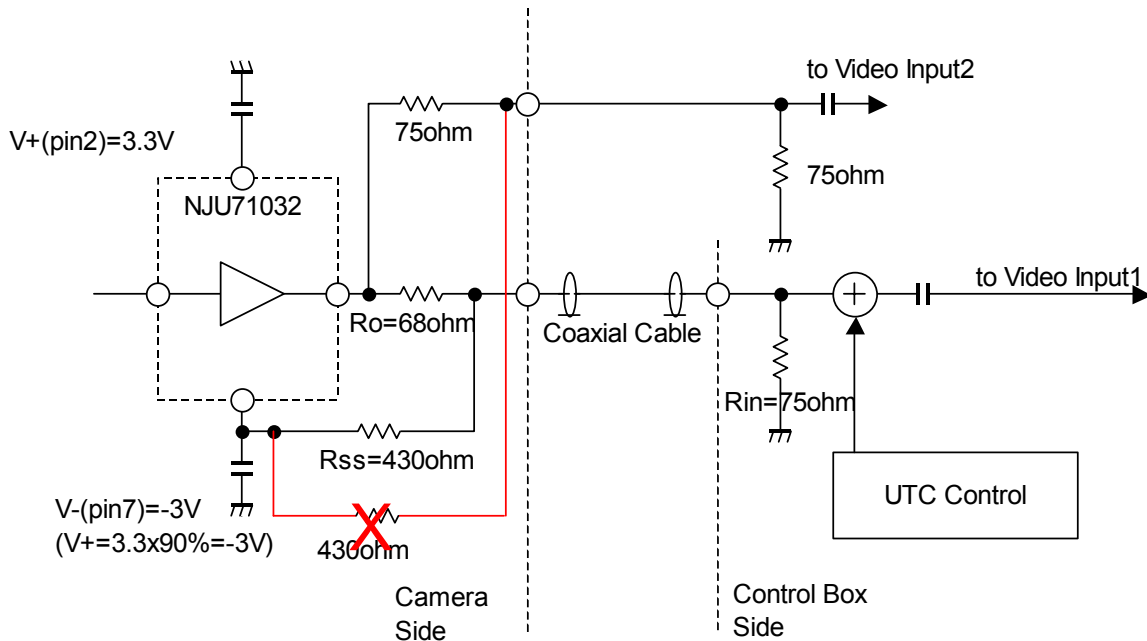 to Video Input2
75ohm
V+(pin2)=3.3V
75ohm
NJU71032
to Video Input1
Ro=68ohm
Coaxial Cable
Rin=75ohm
Rss=430ohm
UTC Control
V-(pin7)=-3V
(V+=3.3x90%=-3V)
430ohm
Camera
Side
Control Box
Side